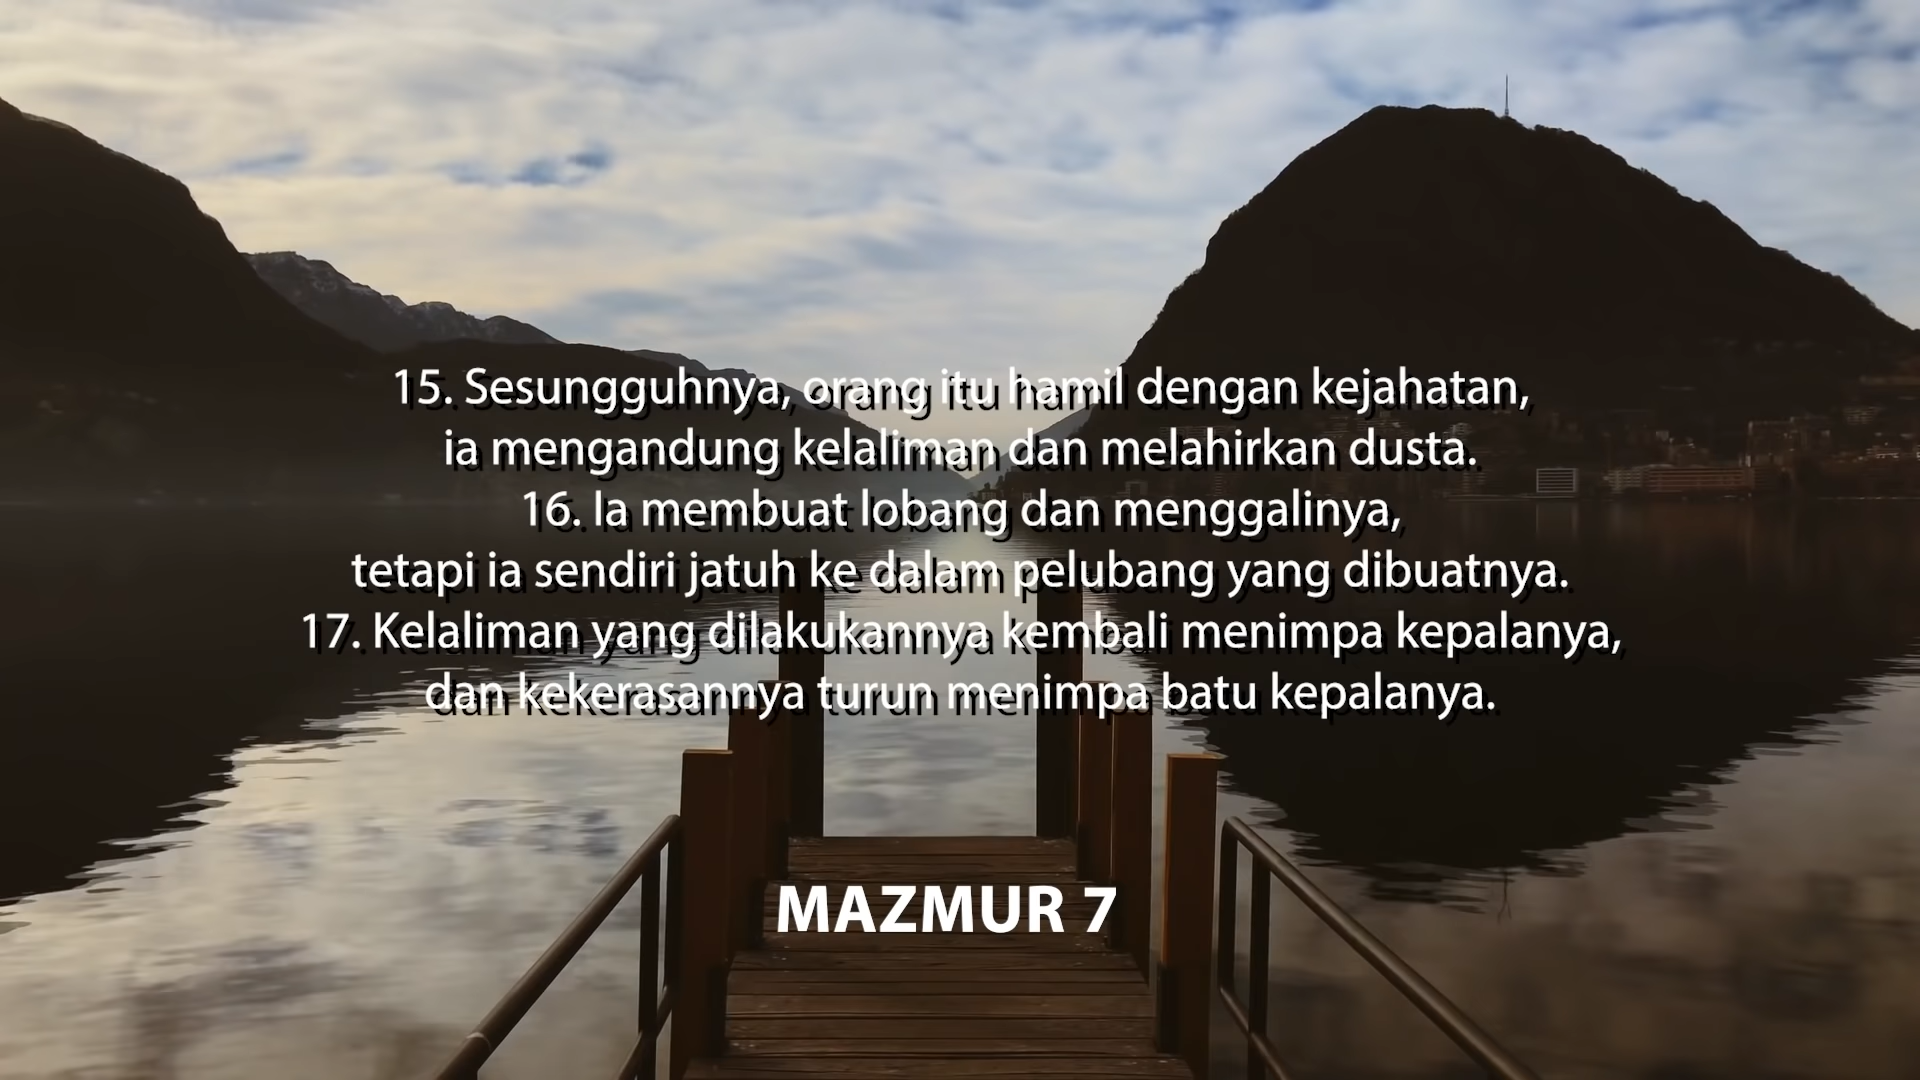 15. Sesungguhnya, orang itu hamil dengan kejahatan,
ia mengandung kelaliman dan melahirkan dusta.
16. Ia membuat lobang dan menggalinya,
tetapi ia sendiri jatuh ke dalam pelubang yang dibuatnya.
17. Kelaliman yang dilakukannya kembali menimpa kepalanya,
dan kekerasannya turun menimpa batu kepalanya.
MAZMUR 7